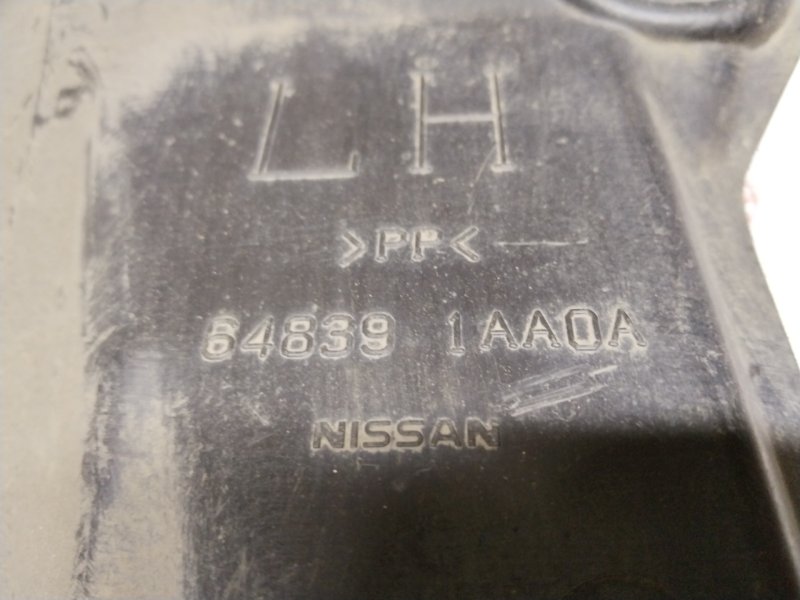 LH
>PP<
64839 1AA0A
NISSAN